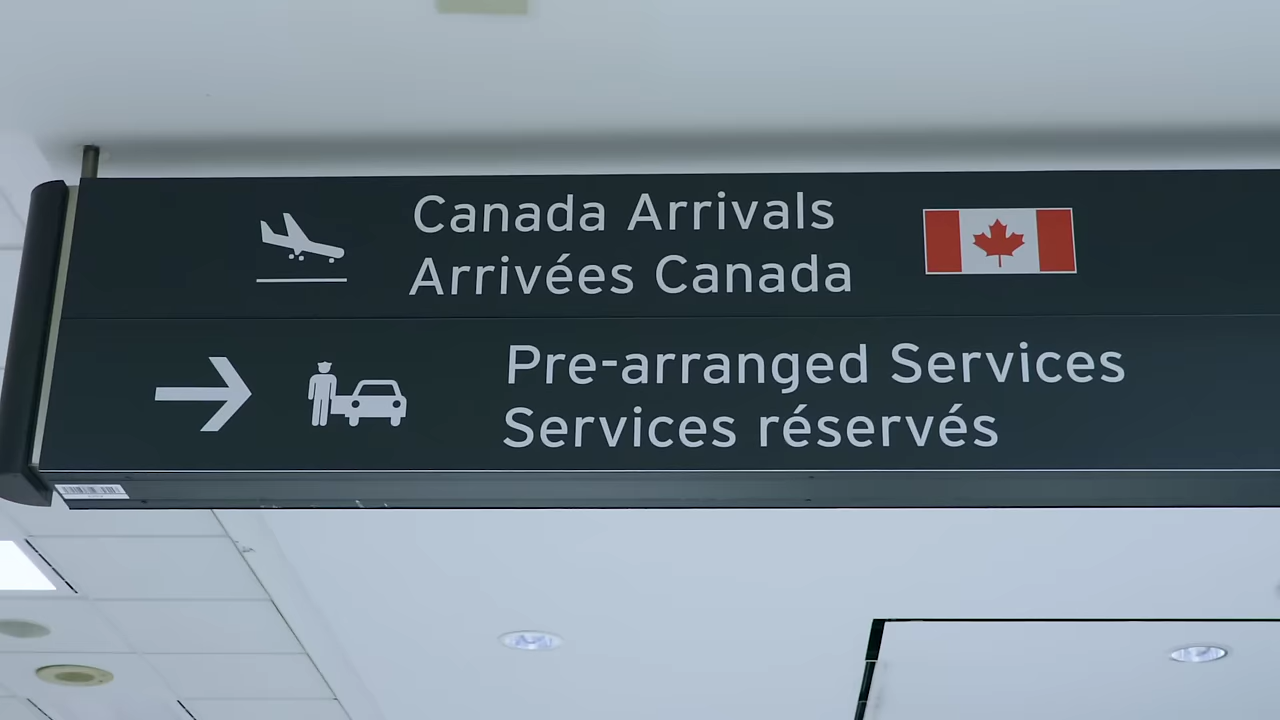 Canada Arrivals
Arrivées Canada
Pre-arranged Services
Services réservés